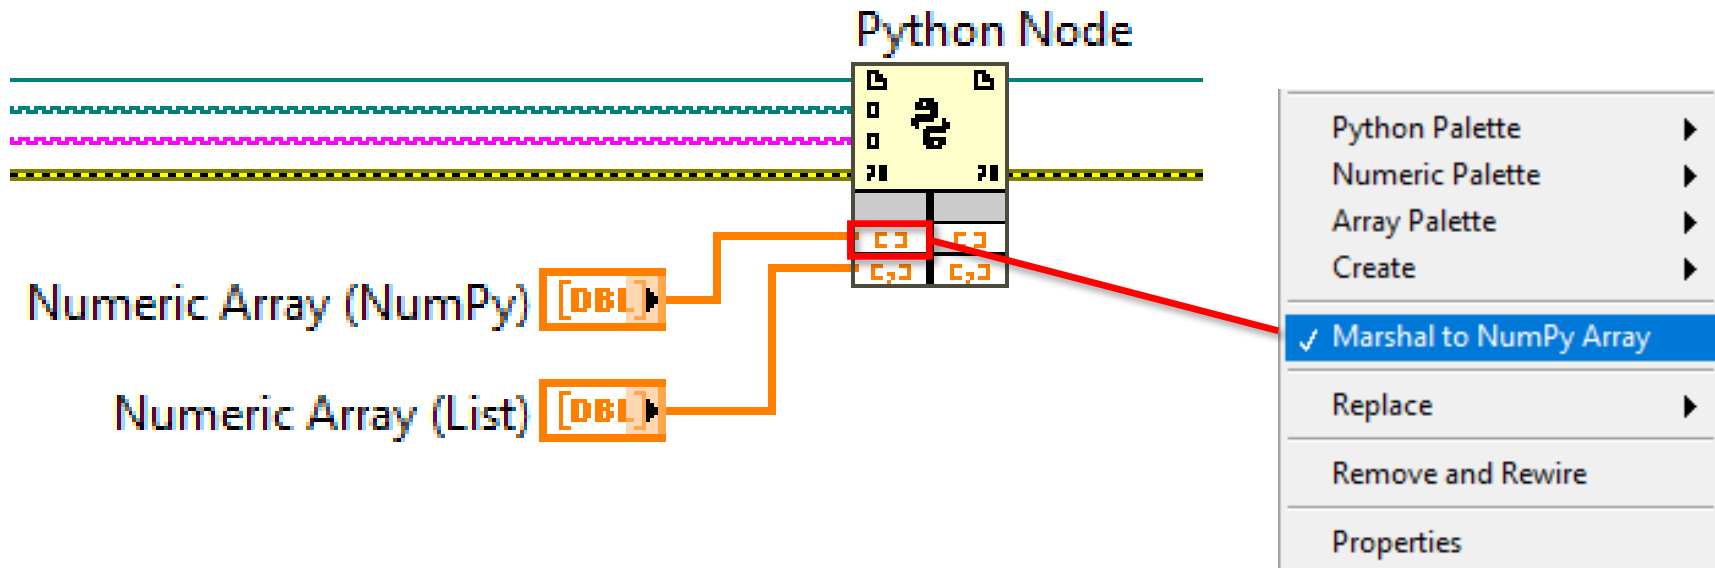 Python Node
?!
?!
[ ]
[ ]
[,]
[,]
Numeric Array (NumPy)
[DBL]
Numeric Array (List)
[DBL]
Python Palette
Numeric Palette
Array Palette
Create
✓ Marshal to NumPy Array
Replace
Remove and Rewire
Properties